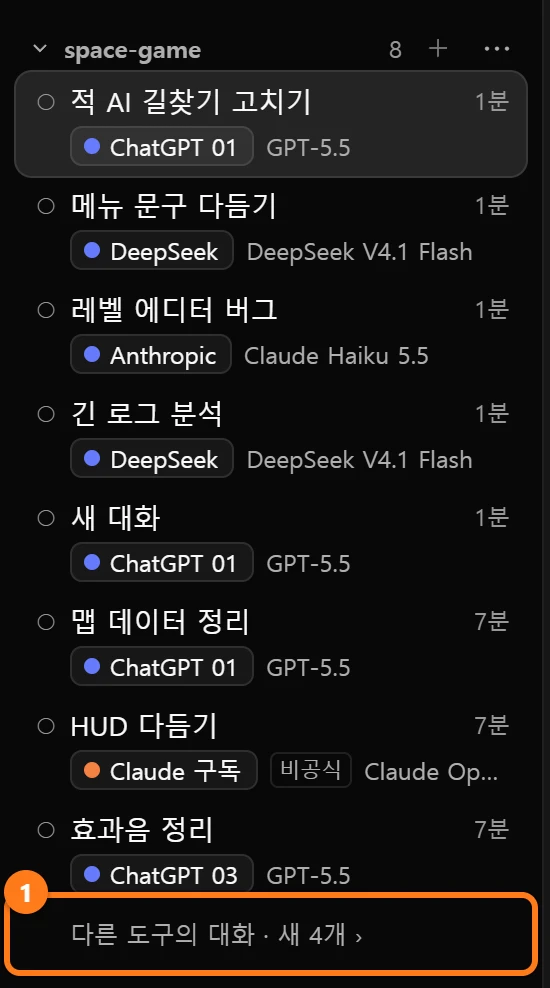 space-game 8
적 AI 길찾기 고치기 1분
ChatGPT 01 GPT-5.5
메뉴 문구 다듬기 1분
DeepSeek DeepSeek V4.1 Flash
레벨 에디터 버그 1분
Anthropic Claude Haiku 5.5
긴 로그 분석 1분
DeepSeek DeepSeek V4.1 Flash
새 대화 1분
ChatGPT 01 GPT-5.5
맵 데이터 정리 7분
ChatGPT 01 GPT-5.5
HUD 다듬기 7분
Claude 구독 비공식 Claude Op...
효과음 정리 7분
ChatGPT 03 GPT-5.5
1
다른 도구의 대화 · 새 4개 ›